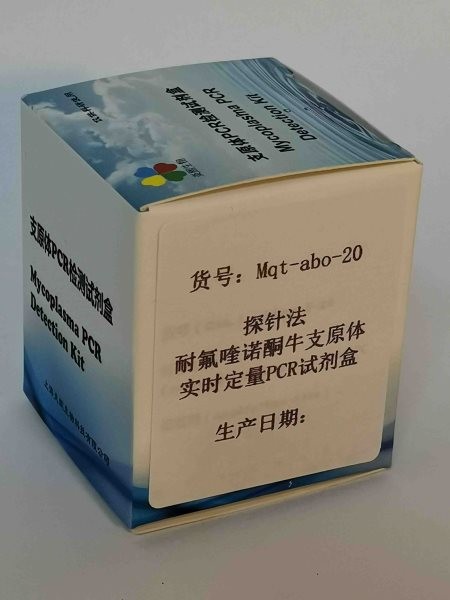 支原体PCR检测试剂盒
Mycoplasma PCR
Detection Kit
支原体PCR检测试剂盒
Mycoplasma PCR
Detection Kit
货号：Mqt-abo-20
探针法
耐氟喹诺酮牛支原体
实时定量PCR试剂盒
生产日期：